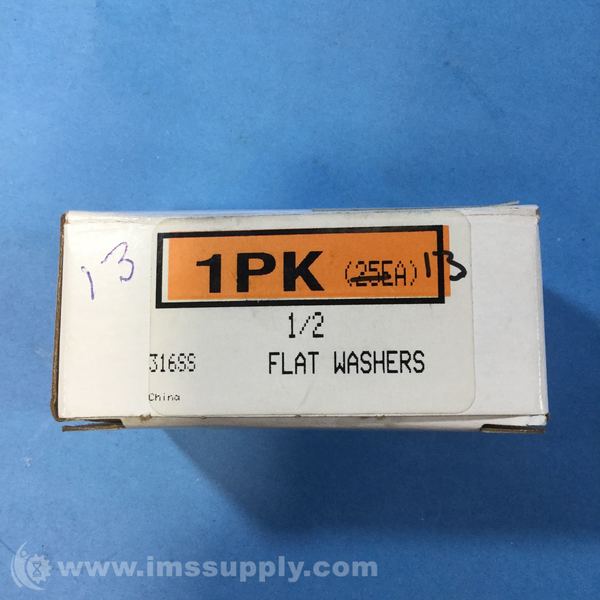 13
1PK (25EA) 13
1/2
316SS FLAT WASHERS
China
www.imssupply.com